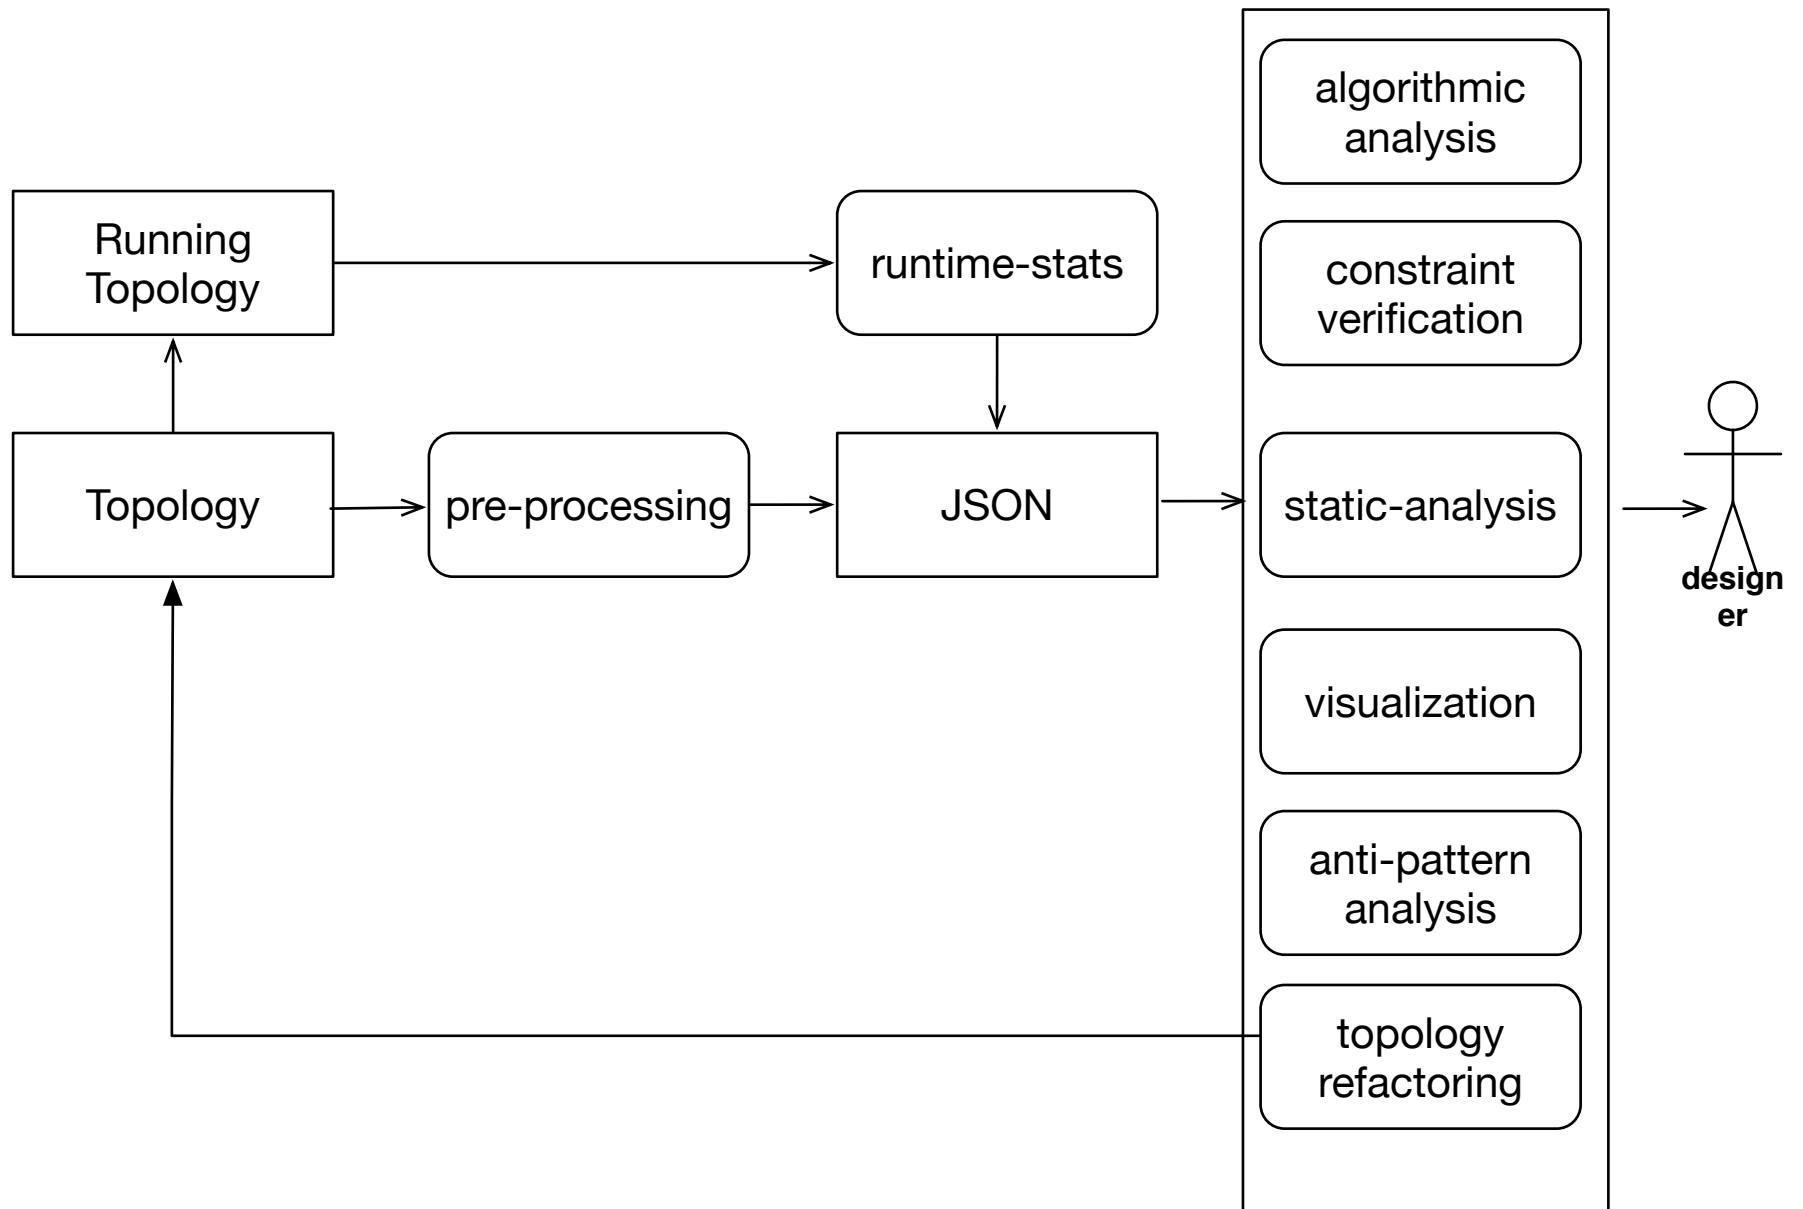 algorithmic
analysis
Running
Topology
runtime-stats
constraint
verification
Topology
pre-processing
JSON
static-analysis
design
er
visualization
anti-pattern
analysis
topology
refactoring